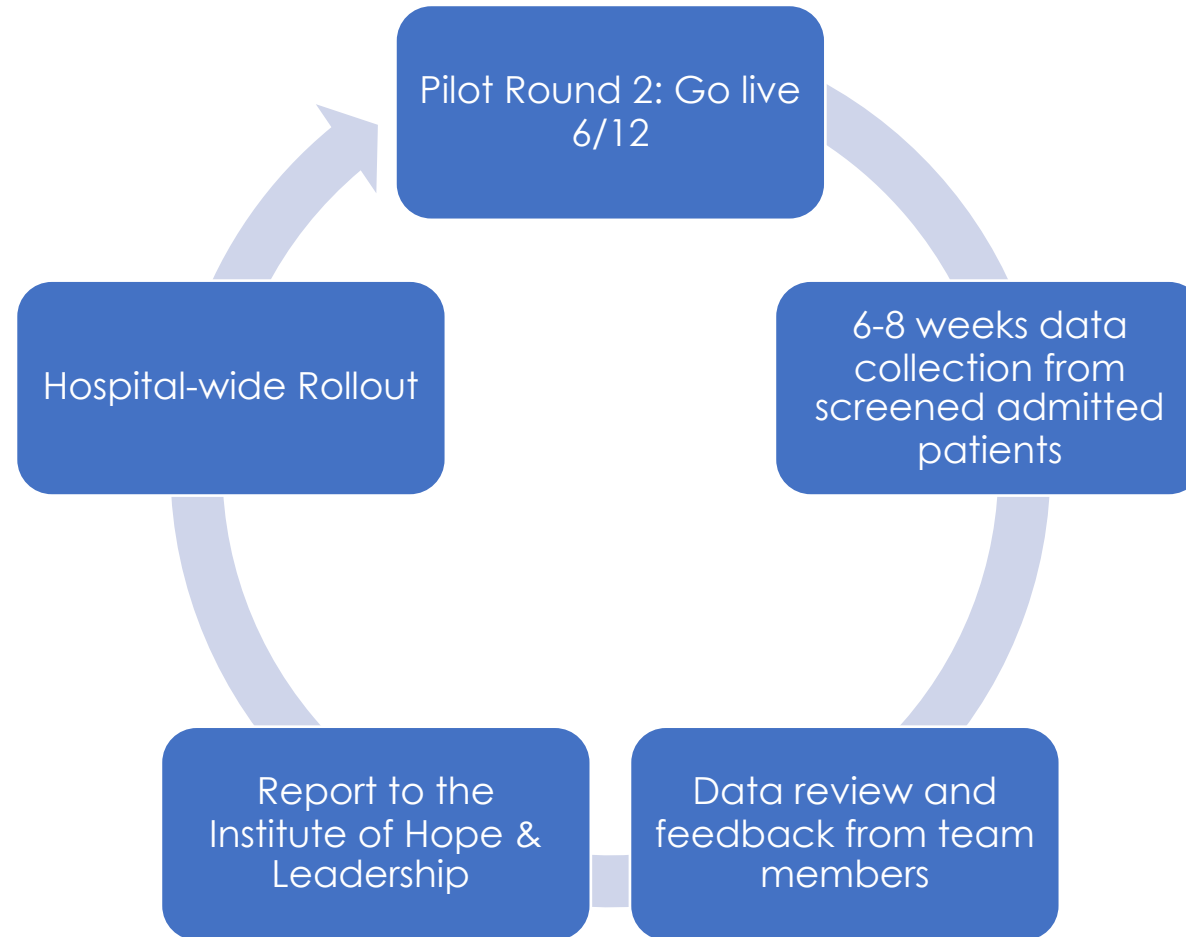 Pilot Round 2: Go live
6/12
6-8 weeks data
collection from
screened admitted
patients
Data review and
feedback from team
members
Report to the
Institute of Hope &
Leadership
Hospital-wide Rollout